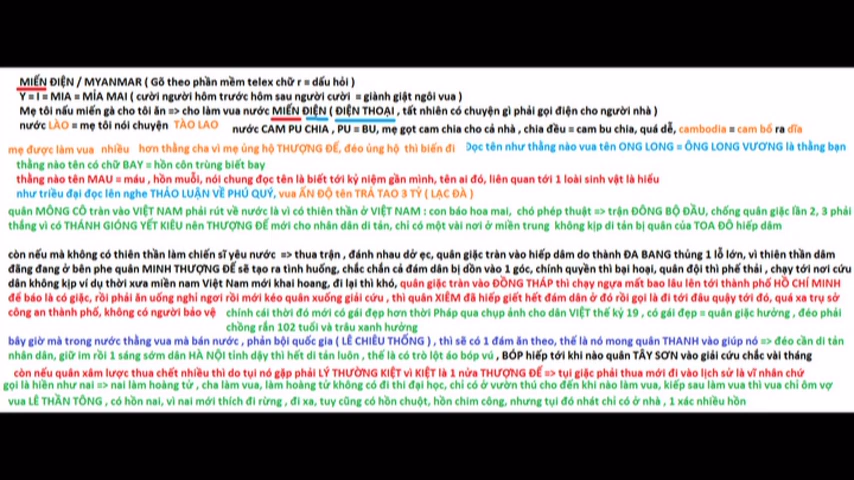 MIẾN ĐIỆN / MYANMAR ( Gõ theo phần mềm telex chữ r = dấu hỏi )
Y = I = MIA = MỈA MAI ( cười người hôm trước hôm sau người cười = giành giật ngôi vua )
Mẹ tôi nấu miến gà cho tôi ăn => cho làm vua nước MIẾN ĐIỆN ( ĐIỆN THOẠI , tất nhiên có chuyện gì phải gọi điện cho người nhà )
nước LÀO = mẹ tôi nói chuyện TÀO LAO nước CAM PU CHIA , PU = BU, mẹ gọt cam chia cho cả nhà , chia đều = cam bu chia, quá dễ, cambodia = cam bổ ra dĩa
mẹ được làm vua nhiều hơn thằng cha vì mẹ ủng hộ THƯỢNG ĐẾ, đéo ủng hộ thì biến đi Đọc tên như thằng nào vua tên ONG LONG = ÔNG LONG VƯƠNG là thằng bạn
thằng nào tên có chữ BAY = hồn côn trùng biết bay
thằng nào tên MAU = máu , hồn muỗi, nói chung đọc tên là biết tới kỷ niệm gần mình, tên ai đó, liên quan tới 1 loài sinh vật là hiểu
như triều đại đọc lên nghe THẢO LUẬN VỀ PHÚ QUÝ, vua ẤN ĐỘ tên TRẢ TAO 3 TỶ ( LẠC ĐÀ )
quân MÔNG CỔ tràn vào VIỆT NAM phải rút về nước là vì có thiên thần ở VIỆT NAM : con báo hoa mai, chó phép thuật => trận ĐÔNG BỘ ĐẦU, chống quân giặc lần 2, 3 phải
thắng vì có THÁNH GIÓNG YẾT KIÊU nên THƯỢNG ĐẾ mới cho nhân dân di tản, chỉ có một vài nơi ở miền trung không kịp di tản bị quân của TOA ĐÔ hiếp dâm
còn nếu mà không có thiên thần làm chiến sĩ yêu nước => thua trận , đánh nhau dở ẹc, quân giặc tràn vào hiếp dâm do thành ĐA BANG thủng 1 lỗ lớn, vì thiên thần dâm
đãng đang ở bên phe quân MINH THƯỢNG ĐẾ sẽ tạo ra tình huống, chắc chắn cả đám dân bị dồn vào 1 góc, chính quyền thì bại hoại, quân đội thì phế thải , chạy tới nơi cứu
dân không kịp ví dụ thời xưa miền nam Việt Nam mới khai hoang, đi lại thì khó, quân giặc tràn vào ĐỒNG THÁP thì chạy ngựa mất bao lâu lên tới thành phố HỒ CHÍ MINH
để báo là có giặc, rồi phải ăn uống nghỉ ngơi rồi mới kéo quân xuống giải cứu , thì quân XIÊM đã hiếp giết hết đám dân ở đó rồi gọi là đi tới đâu quậy tới đó, quá xa trụ sở
công an thành phố, không có người bảo vệ chính cái thời đó mới có gái đẹp hơn thời Pháp qua chụp ảnh cho dân VIỆT thế kỷ 19 , có gái đẹp = quân giặc hưởng , đéo phải
chồng răn 102 tuổi và trầu xanh hưởng
bây giờ mà trong nước thằng vua mà bán nước , phản bội quốc gia ( LÊ CHIÊU THỐNG ) , thì sẽ có 1 đám ăn theo, thế là nó mong quân THANH vào giúp nó => đéo cần di tản
nhân dân, giữ im rồi 1 sáng sớm dân HÀ NỘI tỉnh dậy thì hết di tản luôn , thế là có trò lột áo bóp vú , BÓP hiếp tới khi nào quân TÂY SƠN vào giải cứu chắc vài tháng
còn nếu quân xâm lược thua chết nhiều thì do tụi nó gặp phải LÝ THƯỜNG KIỆT vì KIỆT là 1 nửa THƯỢNG ĐẾ => tụi giặc phải thua mới đi vào lịch sử là vĩ nhân chứ
gọi là hiền như nai => nai làm hoàng tử , cha làm vua, làm hoàng tử không có đi thi đại học, chỉ có ở vườn thú cho đến khi nào làm vua, kiếp sau làm vua thì vua chỉ ôm vợ
vua LÊ THẦN TÔNG , có hồn nai, vì nai mới thích đi rừng , đi xa, tuy cũng có hồn chuột, hồn chim công, nhưng tụi đó nhát chỉ có ở nhà , 1 xác nhiều hồn